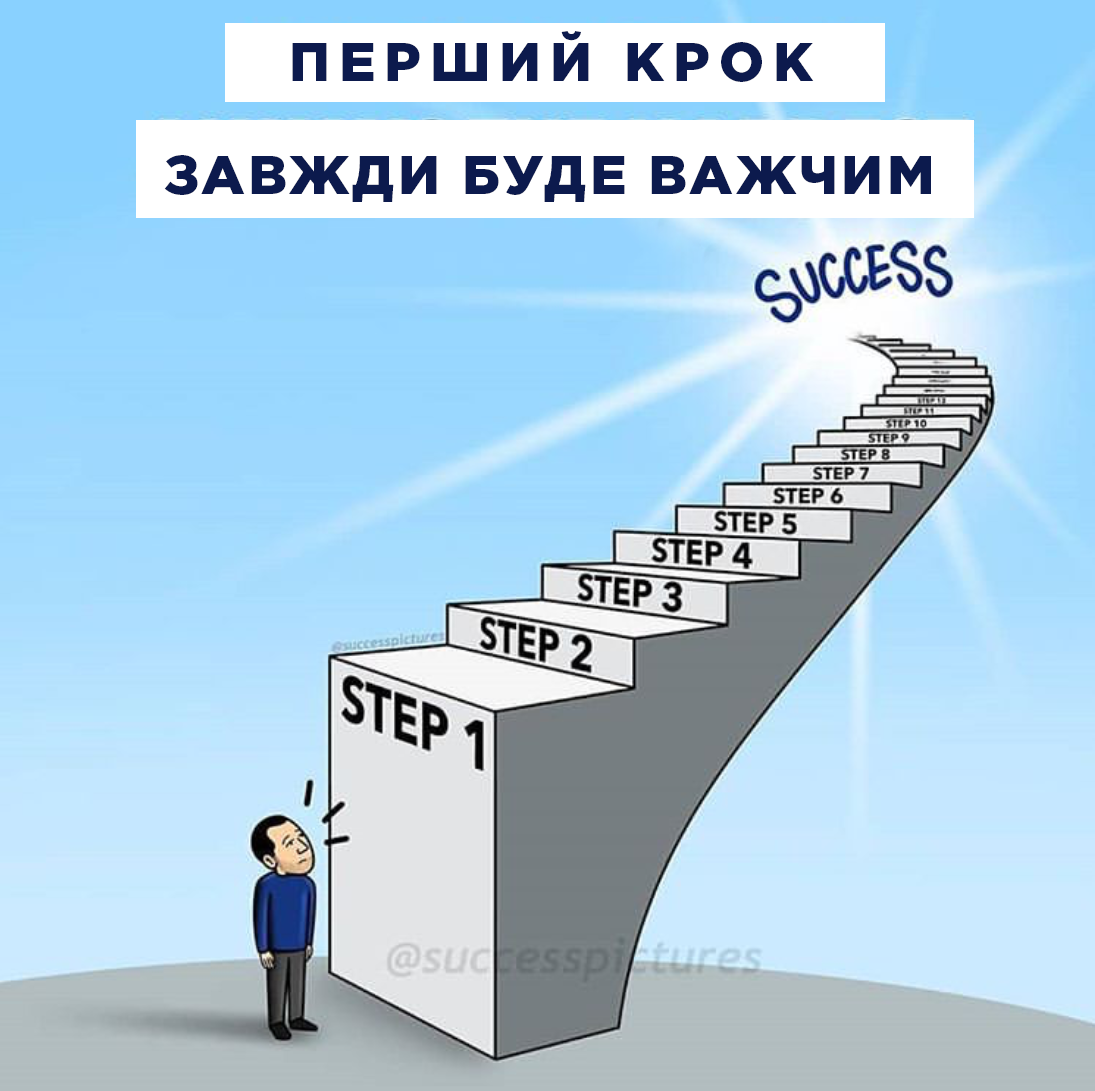 ПЕРШИЙ КРОК
ЗАВЖДИ БУДЕ ВАЖЧИМ
SUCCESS
STEP 12
STEP 11
STEP 10
STEP 9
STEP 8
STEP 7
STEP 6
STEP 5
STEP 4
STEP 3
STEP 2
@successpictures
STEP 1
@successpictures